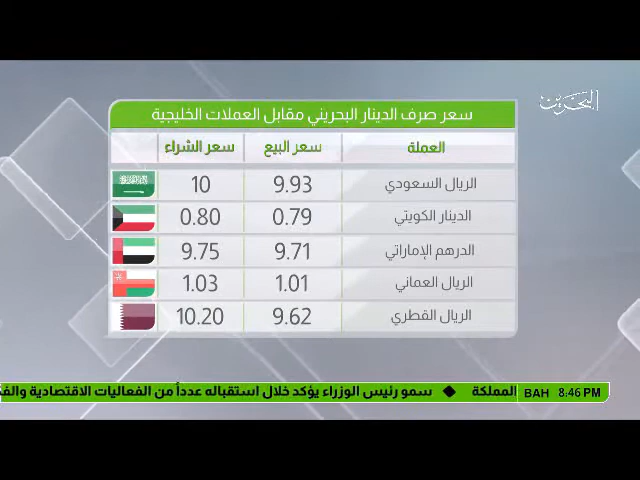 البحرين
سعر صرف الدينار البحريني مقابل العملات الخليجية
العملة سعر البيع سعر الشراء
الريال السعودي 9.93 10
الدينار الكويتي 0.79 0.80
الدرهم الإماراتي 9.71 9.75
الريال العماني 1.01 1.03
الريال القطري 9.62 10.20
المملكة ◆ سمو رئيس الوزراء يؤكد خلال استقباله عدداً من الفعاليات الاقتصادية
BAH 8:46 PM